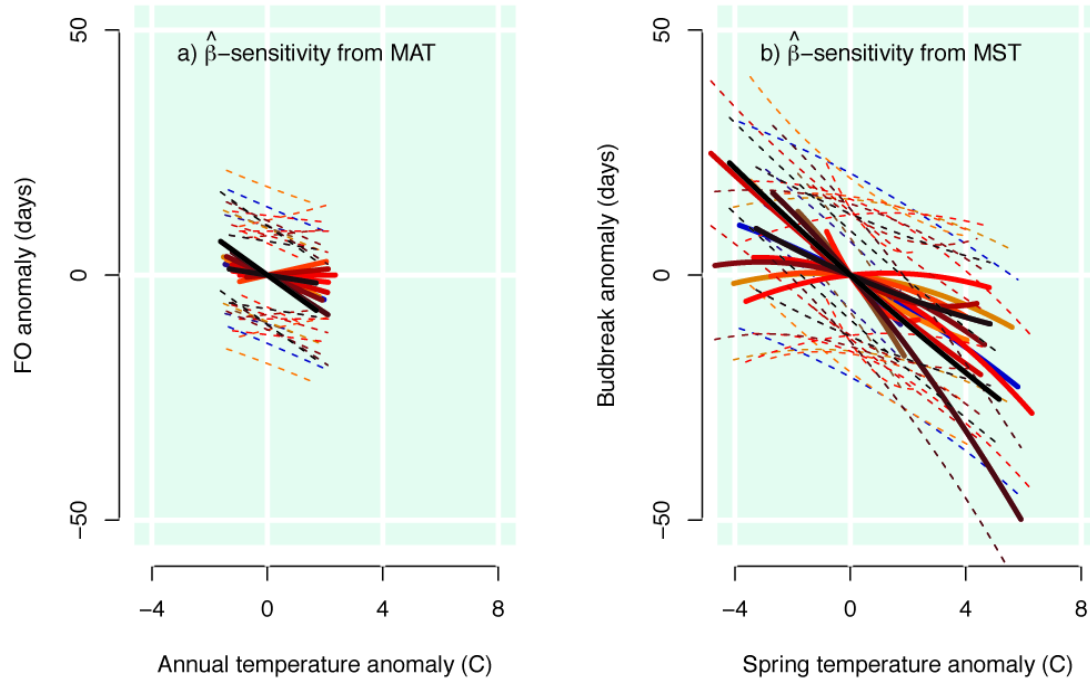 a) β̂−sensitivity from MAT
50
0
−50
FO anomaly (days)
−4 0 4 8
Annual temperature anomaly (C)
b) β̂−sensitivity from MST
50
0
−50
Budbreak anomaly (days)
−4 0 4 8
Spring temperature anomaly (C)